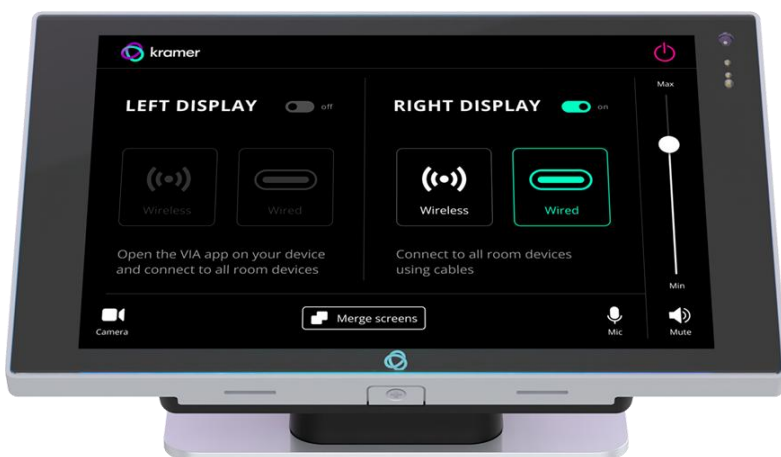 kramer
LEFT DISPLAY off
Wireless
Wired
Open the VIA app on your device
and connect to all room devices
RIGHT DISPLAY on
Wireless
Wired
Connect to all room devices
using cables
Max
Min
Camera
Merge screens
Mic
Mute